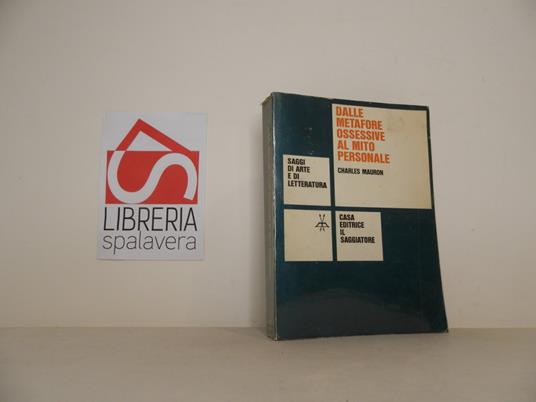 LIBRERIA
spalavera
DALLE
METAFORE
OSSESSIVE
AL MITO
PERSONALE
CHARLES MAURON
SAGGI
DI ARTE
E DI
LETTERATURA
CASA
EDITRICE
IL
SAGGIATORE